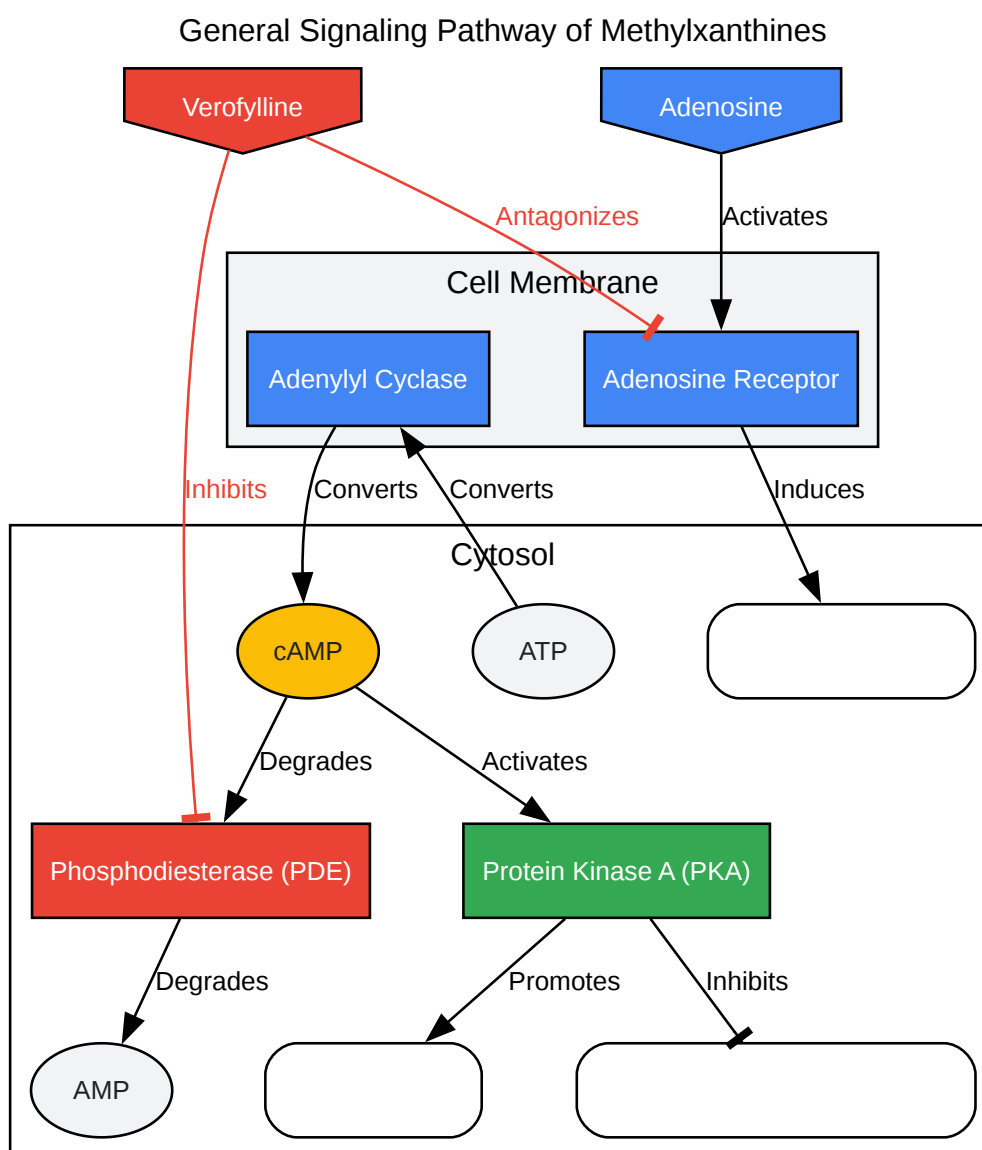 General Signaling Pathway of Methylxanthines
Verofylline
Adenosine
Antagonizes
Activates
Cell Membrane
Adenylyl Cyclase
Adenosine Receptor
Inhibits
Converts
Converts
Induces
Cytosol
cAMP
ATP
Degrades
Activates
Phosphodiesterase (PDE)
Protein Kinase A (PKA)
Degrades
Promotes
Inhibits
AMP